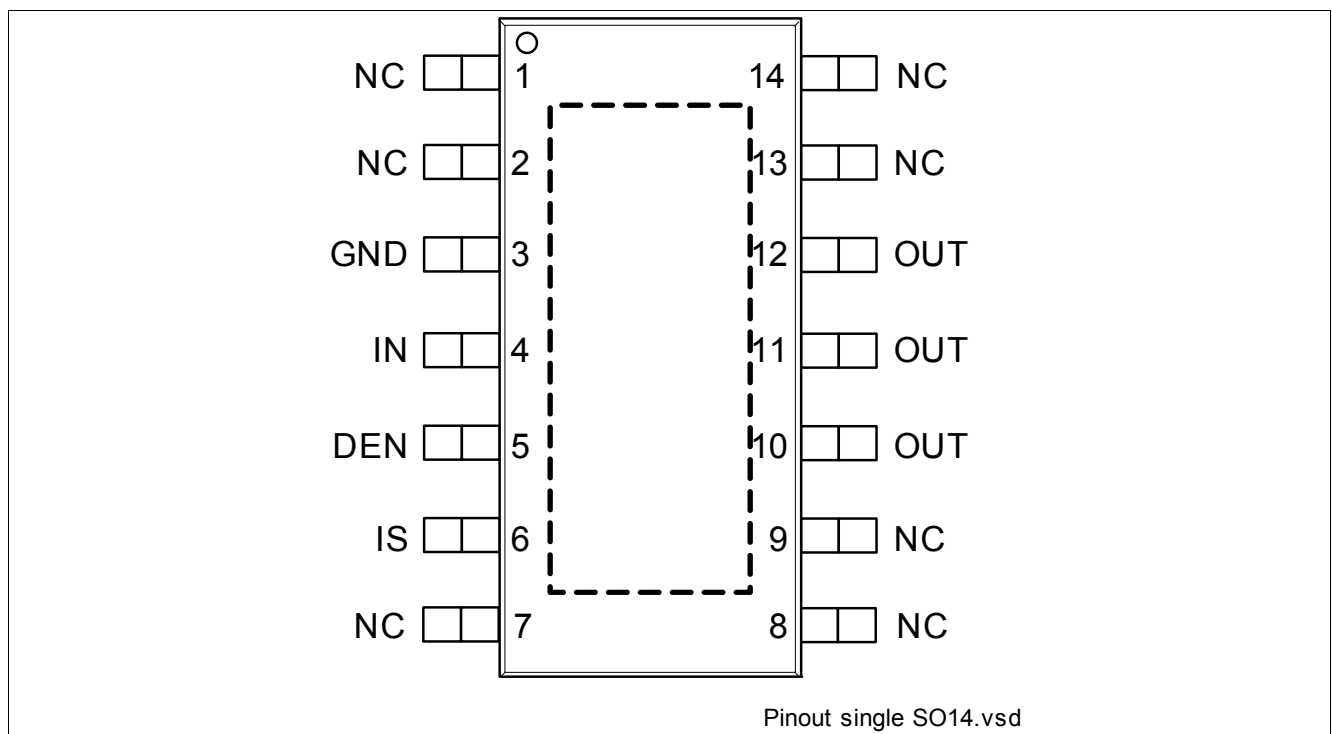 NC 1 14 NC
NC 2 13 NC
GND 3 12 OUT
IN 4 11 OUT
DEN 5 10 OUT
IS 6 9 NC
NC 7 8 NC
Pinout single SO14.vsd